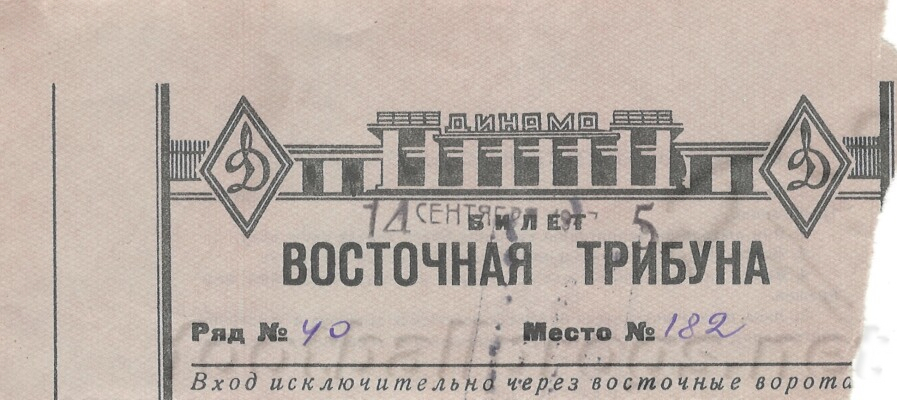 Д ДИНАМО Д
14 СЕНТЯБРЯ 5
БИЛЕТ
ВОСТОЧНАЯ ТРИБУНА
Ряд № 40 Место № 182
Вход исключительно через восточные ворота